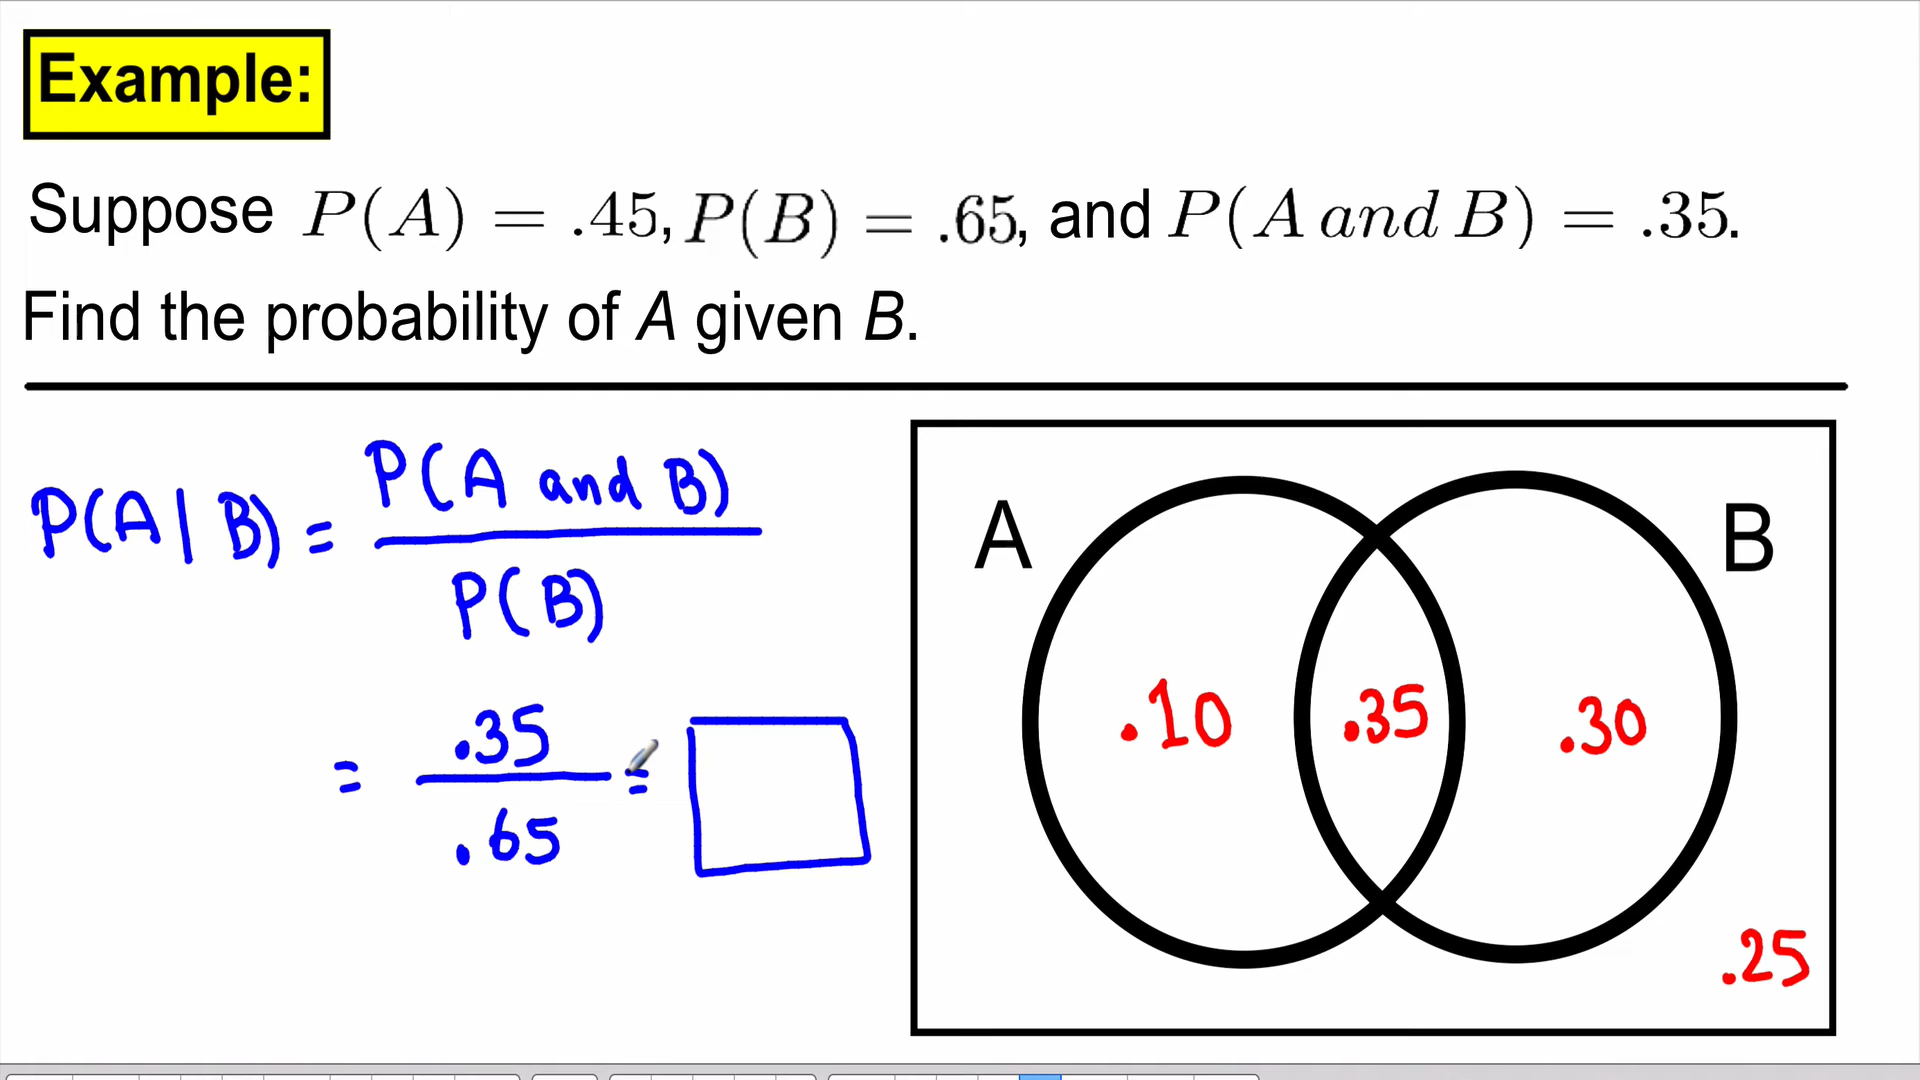 Example:
Suppose P(A) = .45, P(B) = .65, and P(A and B) = .35.
Find the probability of A given B.
P(A | B) = P(A and B) / P(B)
= .35 / .65 =
A B
.10 .35 .30
.25